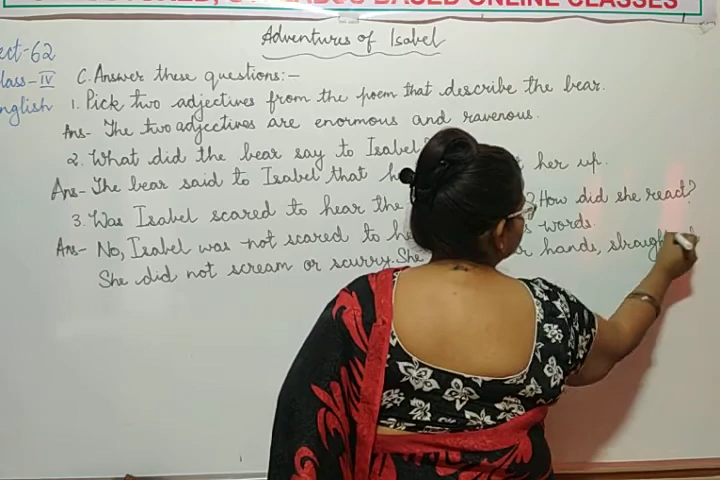 BASED ONLINE CLASSES
Adventures of Isabel
ect-62
lass-IV
nglish
C. Answer these questions:-
1. Pick two adjectives from the poem that describe the bear.
Ans- The two adjectives are enormous and ravenous.
2. What did the bear say to Isabel?
Ans- The bear said to Isabel that her up.
3. Was Isabel scared to hear the How did she react?
Ans- No, Isabel was not scared to words.
She did not scream or scurry. She hands,